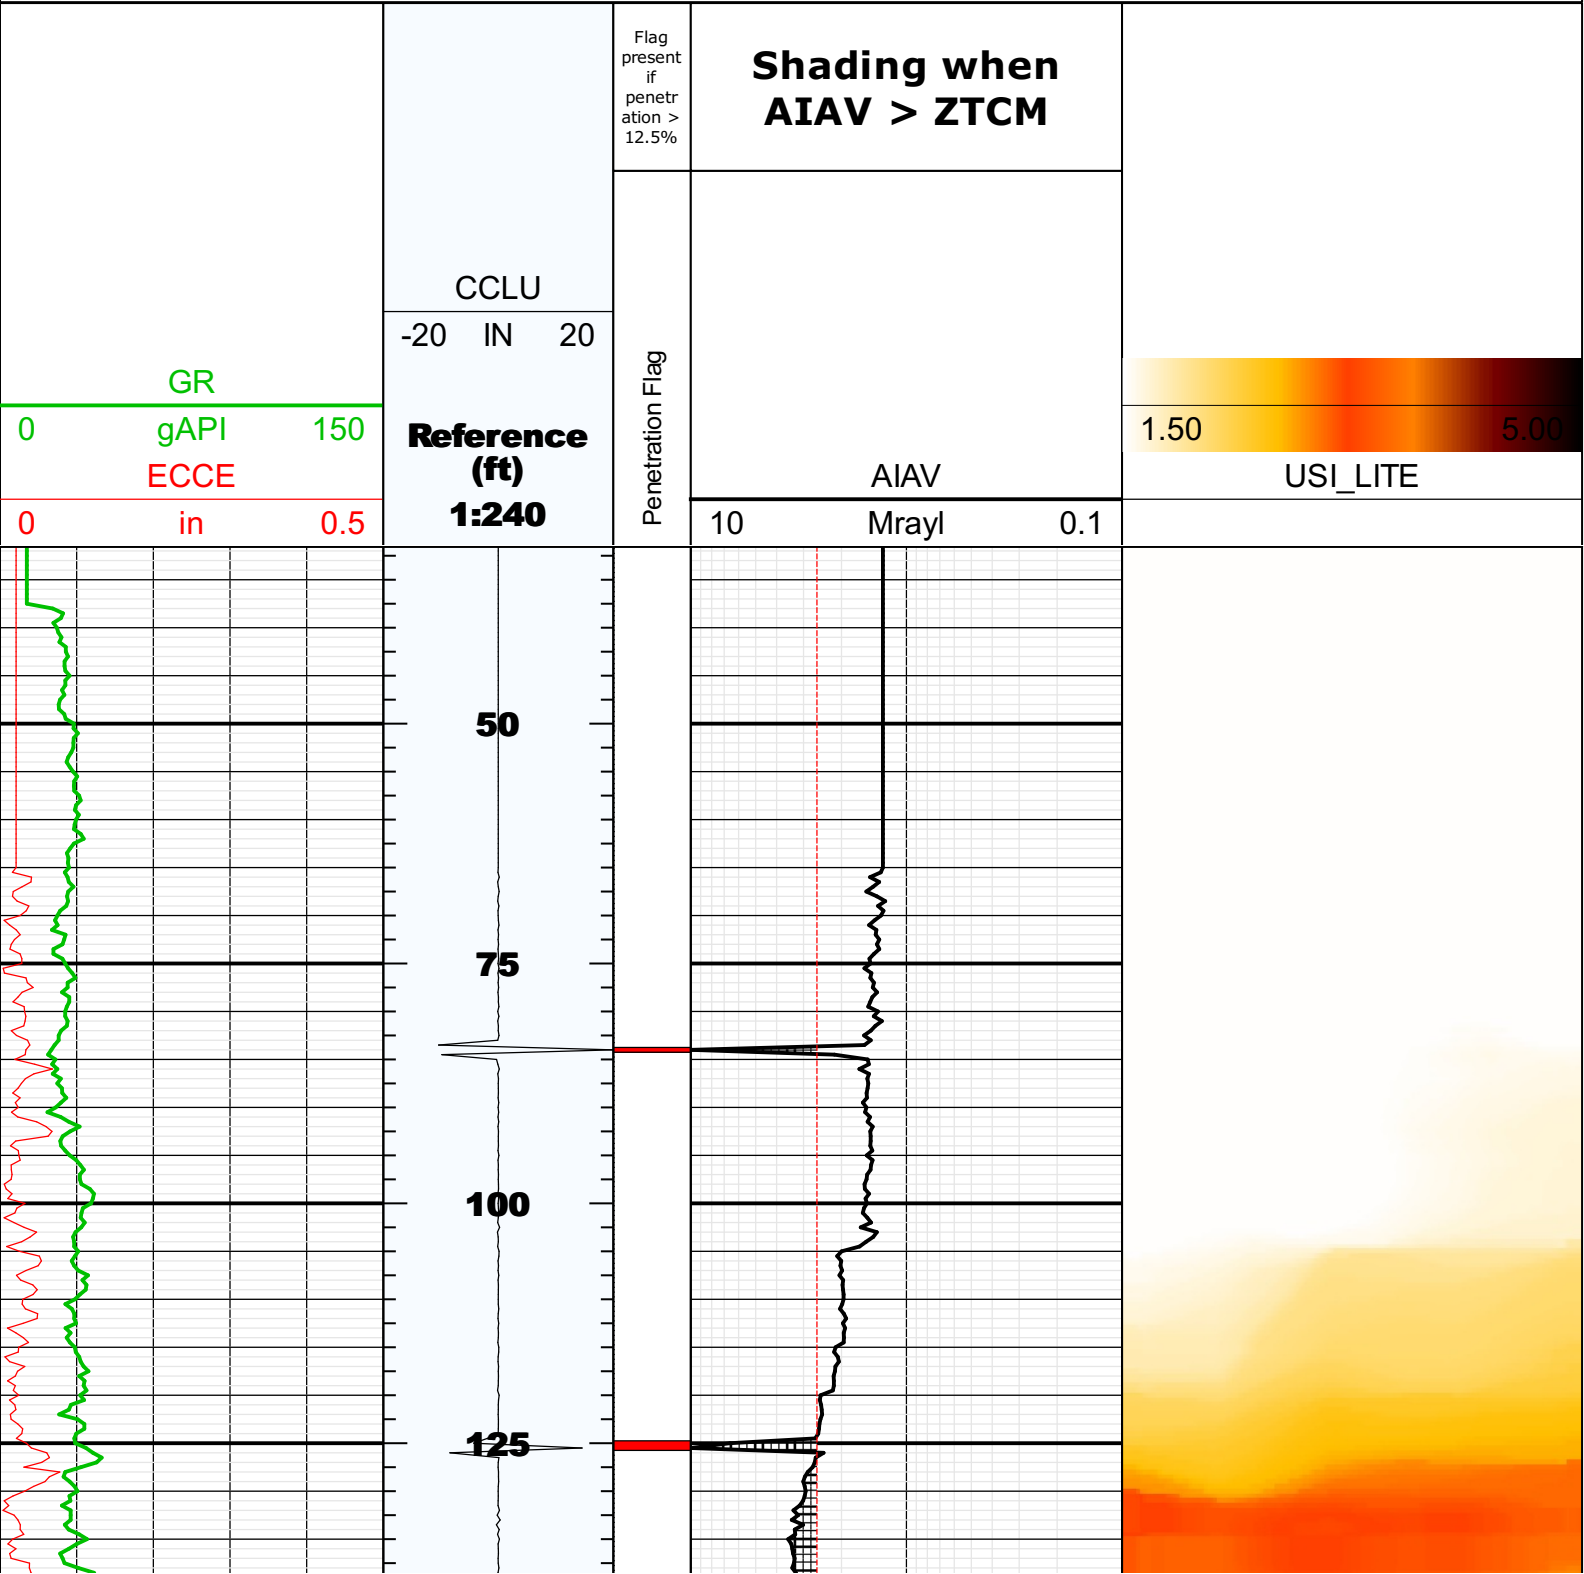 Flag
present
if
penetr
ation >
12.5%
Shading when
AIAV > ZTCM
CCLU
-20 IN 20
GR
0 gAPI 150
ECCE
0 in 0.5
Reference
(ft)
1:240
Penetration Flag
AIAV
10 Mrayl 0.1
1.50 5.00
USI_LITE
50
75
100
125